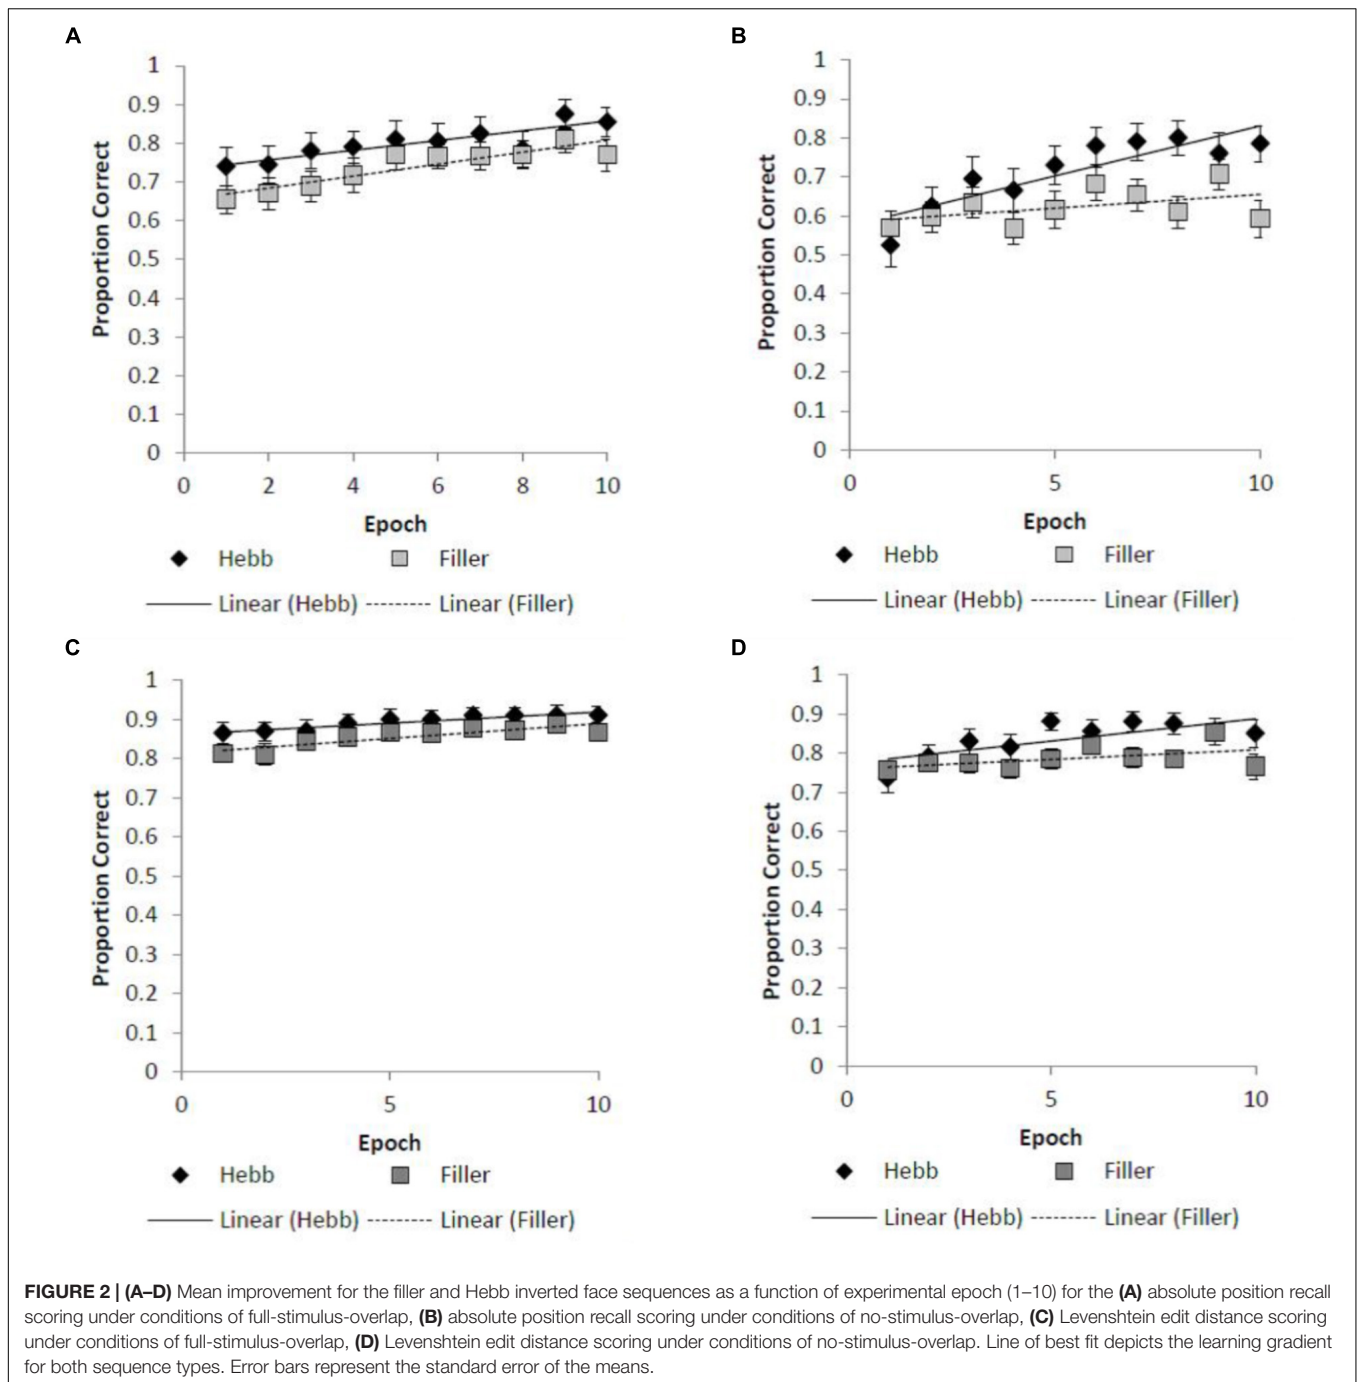 A
1
0.9
0.8
0.7
0.6
0.5
0.4
0.3
0.2
0.1
0
Proportion Correct
0 2 4 6 8 10
Epoch
Hebb Filler
Linear (Hebb) Linear (Filler)
B
1
0.9
0.8
0.7
0.6
0.5
0.4
0.3
0.2
0.1
0
Proportion Correct
0 5 10
Epoch
Hebb Filler
Linear (Hebb) Linear (Filler)
C
1
0.9
0.8
0.7
0.6
0.5
0.4
0.3
0.2
0.1
0
Proportion Correct
0 5 10
Epoch
Hebb Filler
Linear (Hebb) Linear (Filler)
D
1
0.9
0.8
0.7
0.6
0.5
0.4
0.3
0.2
0.1
0
Proportion Correct
0 5 10
Epoch
Hebb Filler
Linear (Hebb) Linear (Filler)
FIGURE 2 | (A–D) Mean improvement for the filler and Hebb inverted face sequences as a function of experimental epoch (1–10) for the (A) absolute position recall
scoring under conditions of full-stimulus-overlap, (B) absolute position recall scoring under conditions of no-stimulus-overlap, (C) Levenshtein edit distance scoring
under conditions of full-stimulus-overlap, (D) Levenshtein edit distance scoring under conditions of no-stimulus-overlap. Line of best fit depicts the learning gradient
for both sequence types. Error bars represent the standard error of the means.